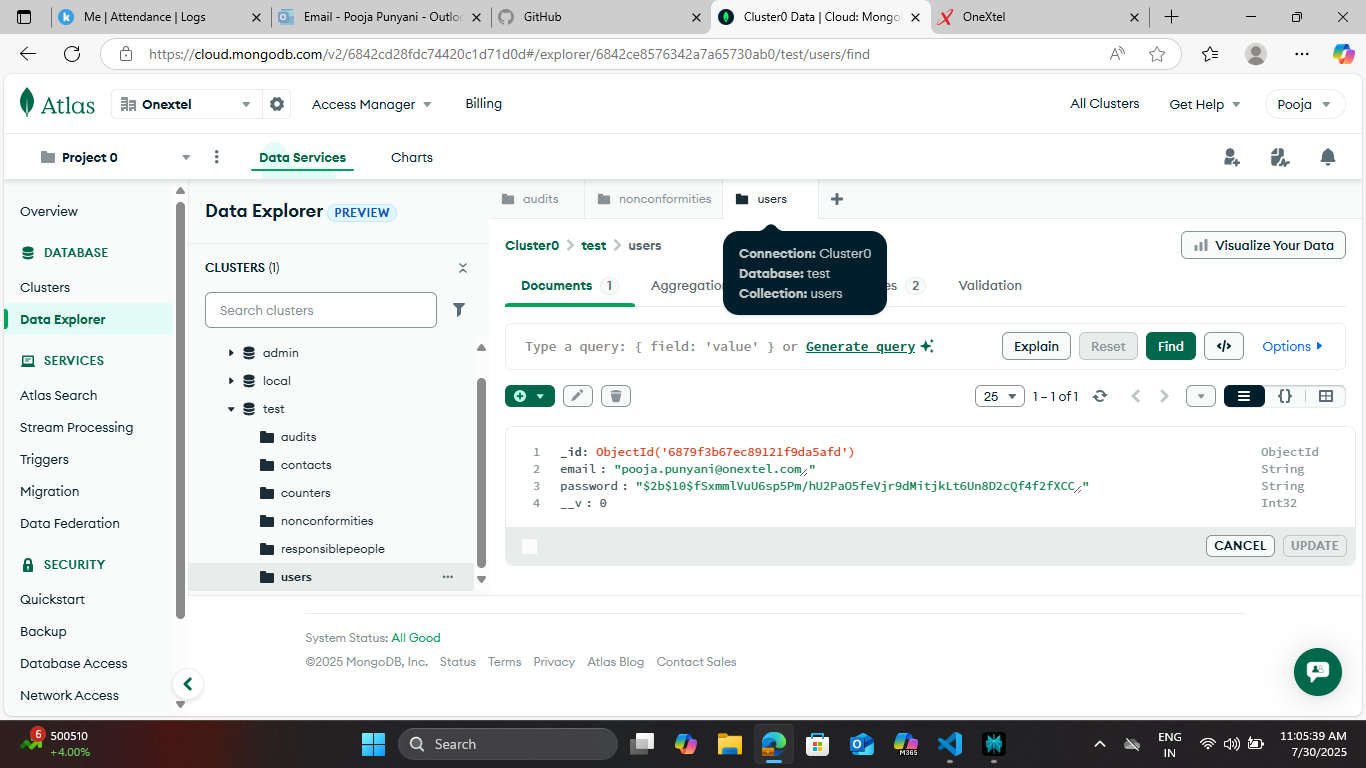 Me | Attendance | Logs
Email - Pooja Punyani - Outlo
GitHub
Cluster0 Data | Cloud: Mongo
OneXtel
https://cloud.mongodb.com/v2/6842cd28fdc74420c1d71d0d#/explorer/6842ce8576342a7a65730ab0/test/users/find
Atlas
Onextel
Access Manager
Billing
All Clusters
Get Help
Pooja
Project 0
Data Services
Charts
Overview
DATABASE
Clusters
Data Explorer
SERVICES
Atlas Search
Stream Processing
Triggers
Migration
Data Federation
SECURITY
Quickstart
Backup
Database Access
Network Access
Data Explorer PREVIEW
CLUSTERS (1)
Search clusters
admin
local
test
audits
contacts
counters
nonconformities
responsiblepeople
users
audits
nonconformities
users
Cluster0 > test > users
Visualize Your Data
Connection: Cluster0
Database: test
Collection: users
Documents 1
Aggregation
es 2
Validation
Type a query: { field: 'value' } or Generate query
Explain
Reset
Find
</>
Options
25
1 – 1 of 1
{}
1 _id: ObjectId('6879f3b67ec89121f9da5afd') ObjectId
2 email : "pooja.punyani@onextel.com" String
3 password : "$2b$10$fSxmmlVuU6sp5Pm/hU2PaO5feVjr9dMitjkLt6Un8D2cQf4f2fXCC" String
4 __v : 0 Int32
CANCEL
UPDATE
System Status: All Good
©2025 MongoDB, Inc. Status Terms Privacy Atlas Blog Contact Sales
6
500510
+4.00%
Search
M365
ENG
IN
11:05:39 AM
7/30/2025